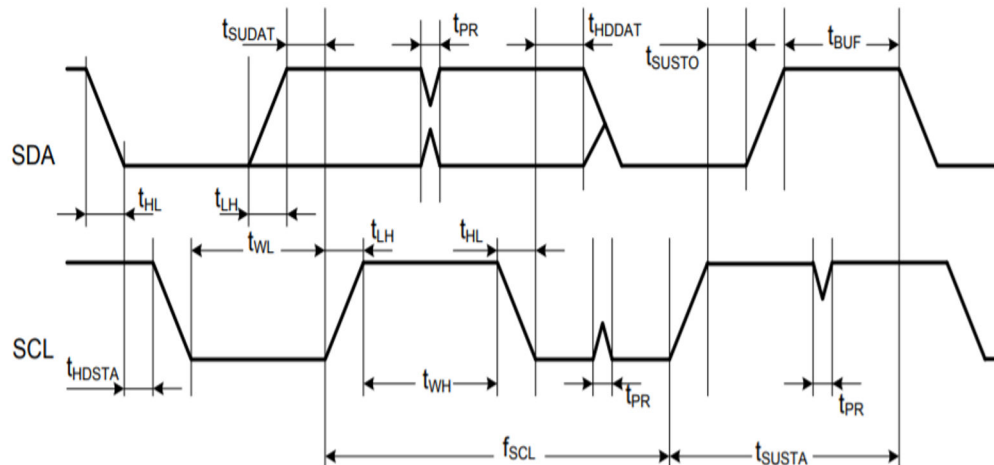 tSUDAT tPR tHDDAT tSUSTO tBUF
SDA
tHL tLH
tWL tLH tHL
SCL
tHDSTA
tWH tPR tPR
fSCL tSUSTA